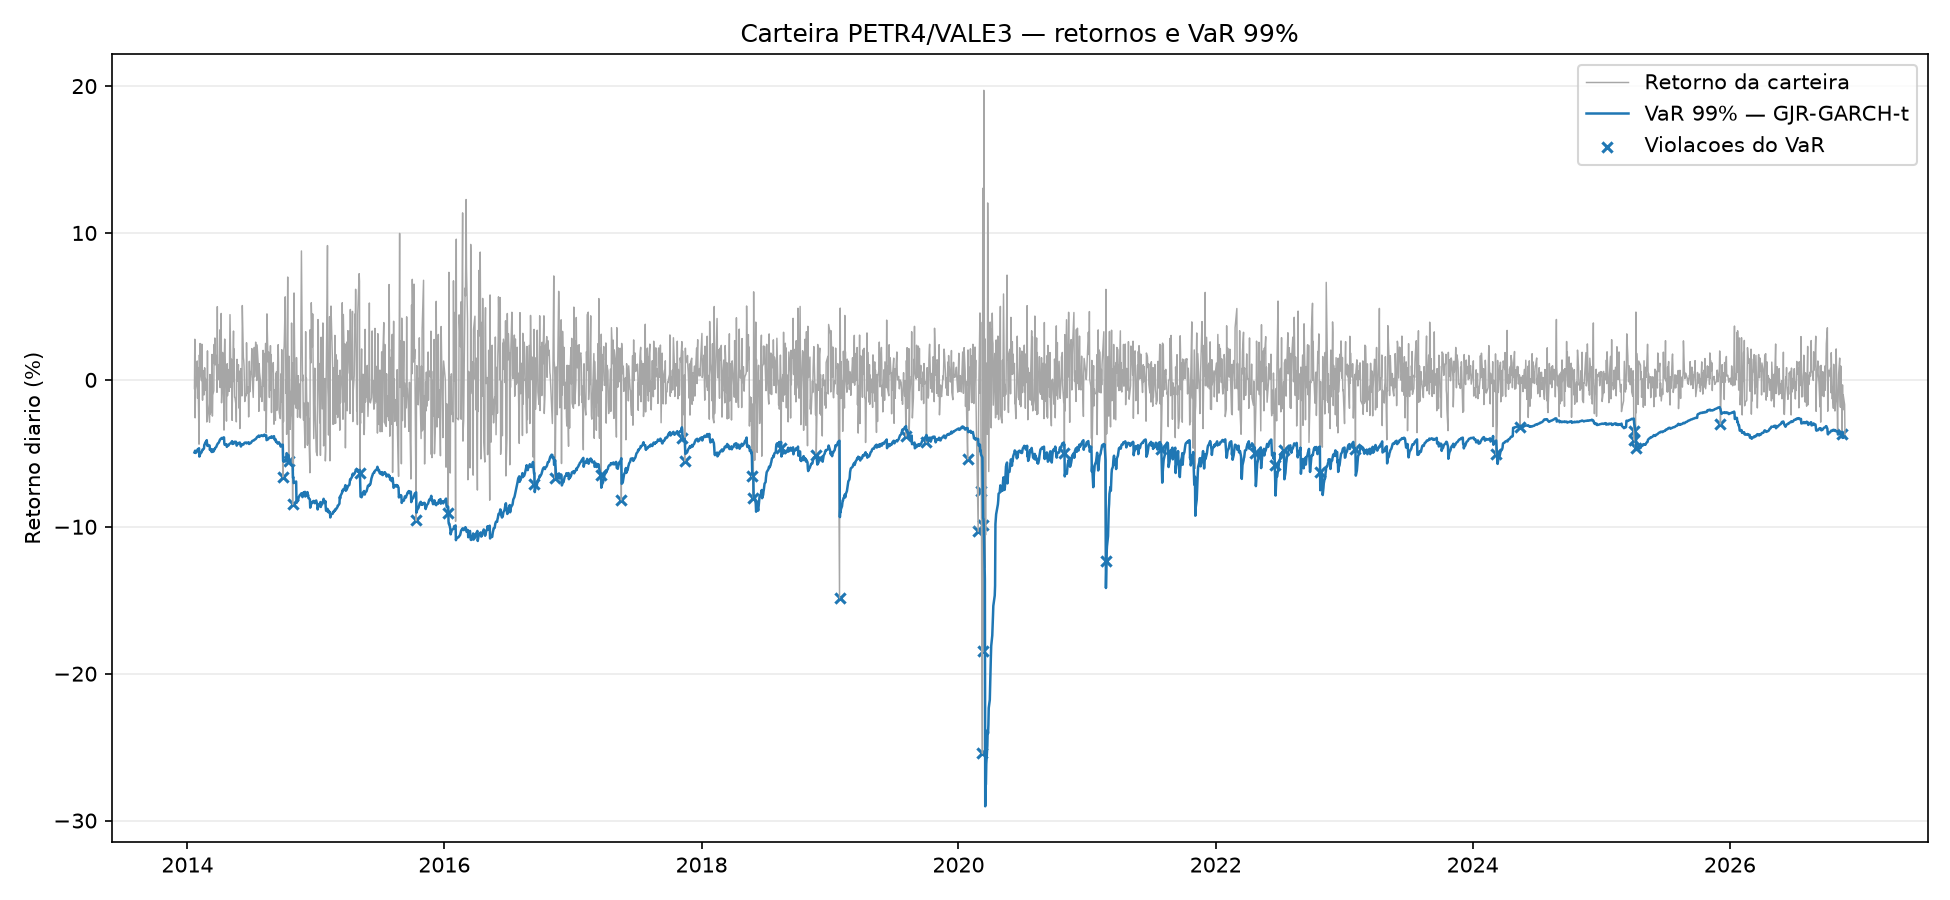 Carteira PETR4/VALE3 — retornos e VaR 99%
Retorno da carteira
VaR 99% — GJR-GARCH-t
Violacoes do VaR
Retorno diario (%)
20
10
0
−10
−20
−30
2014
2016
2018
2020
2022
2024
2026